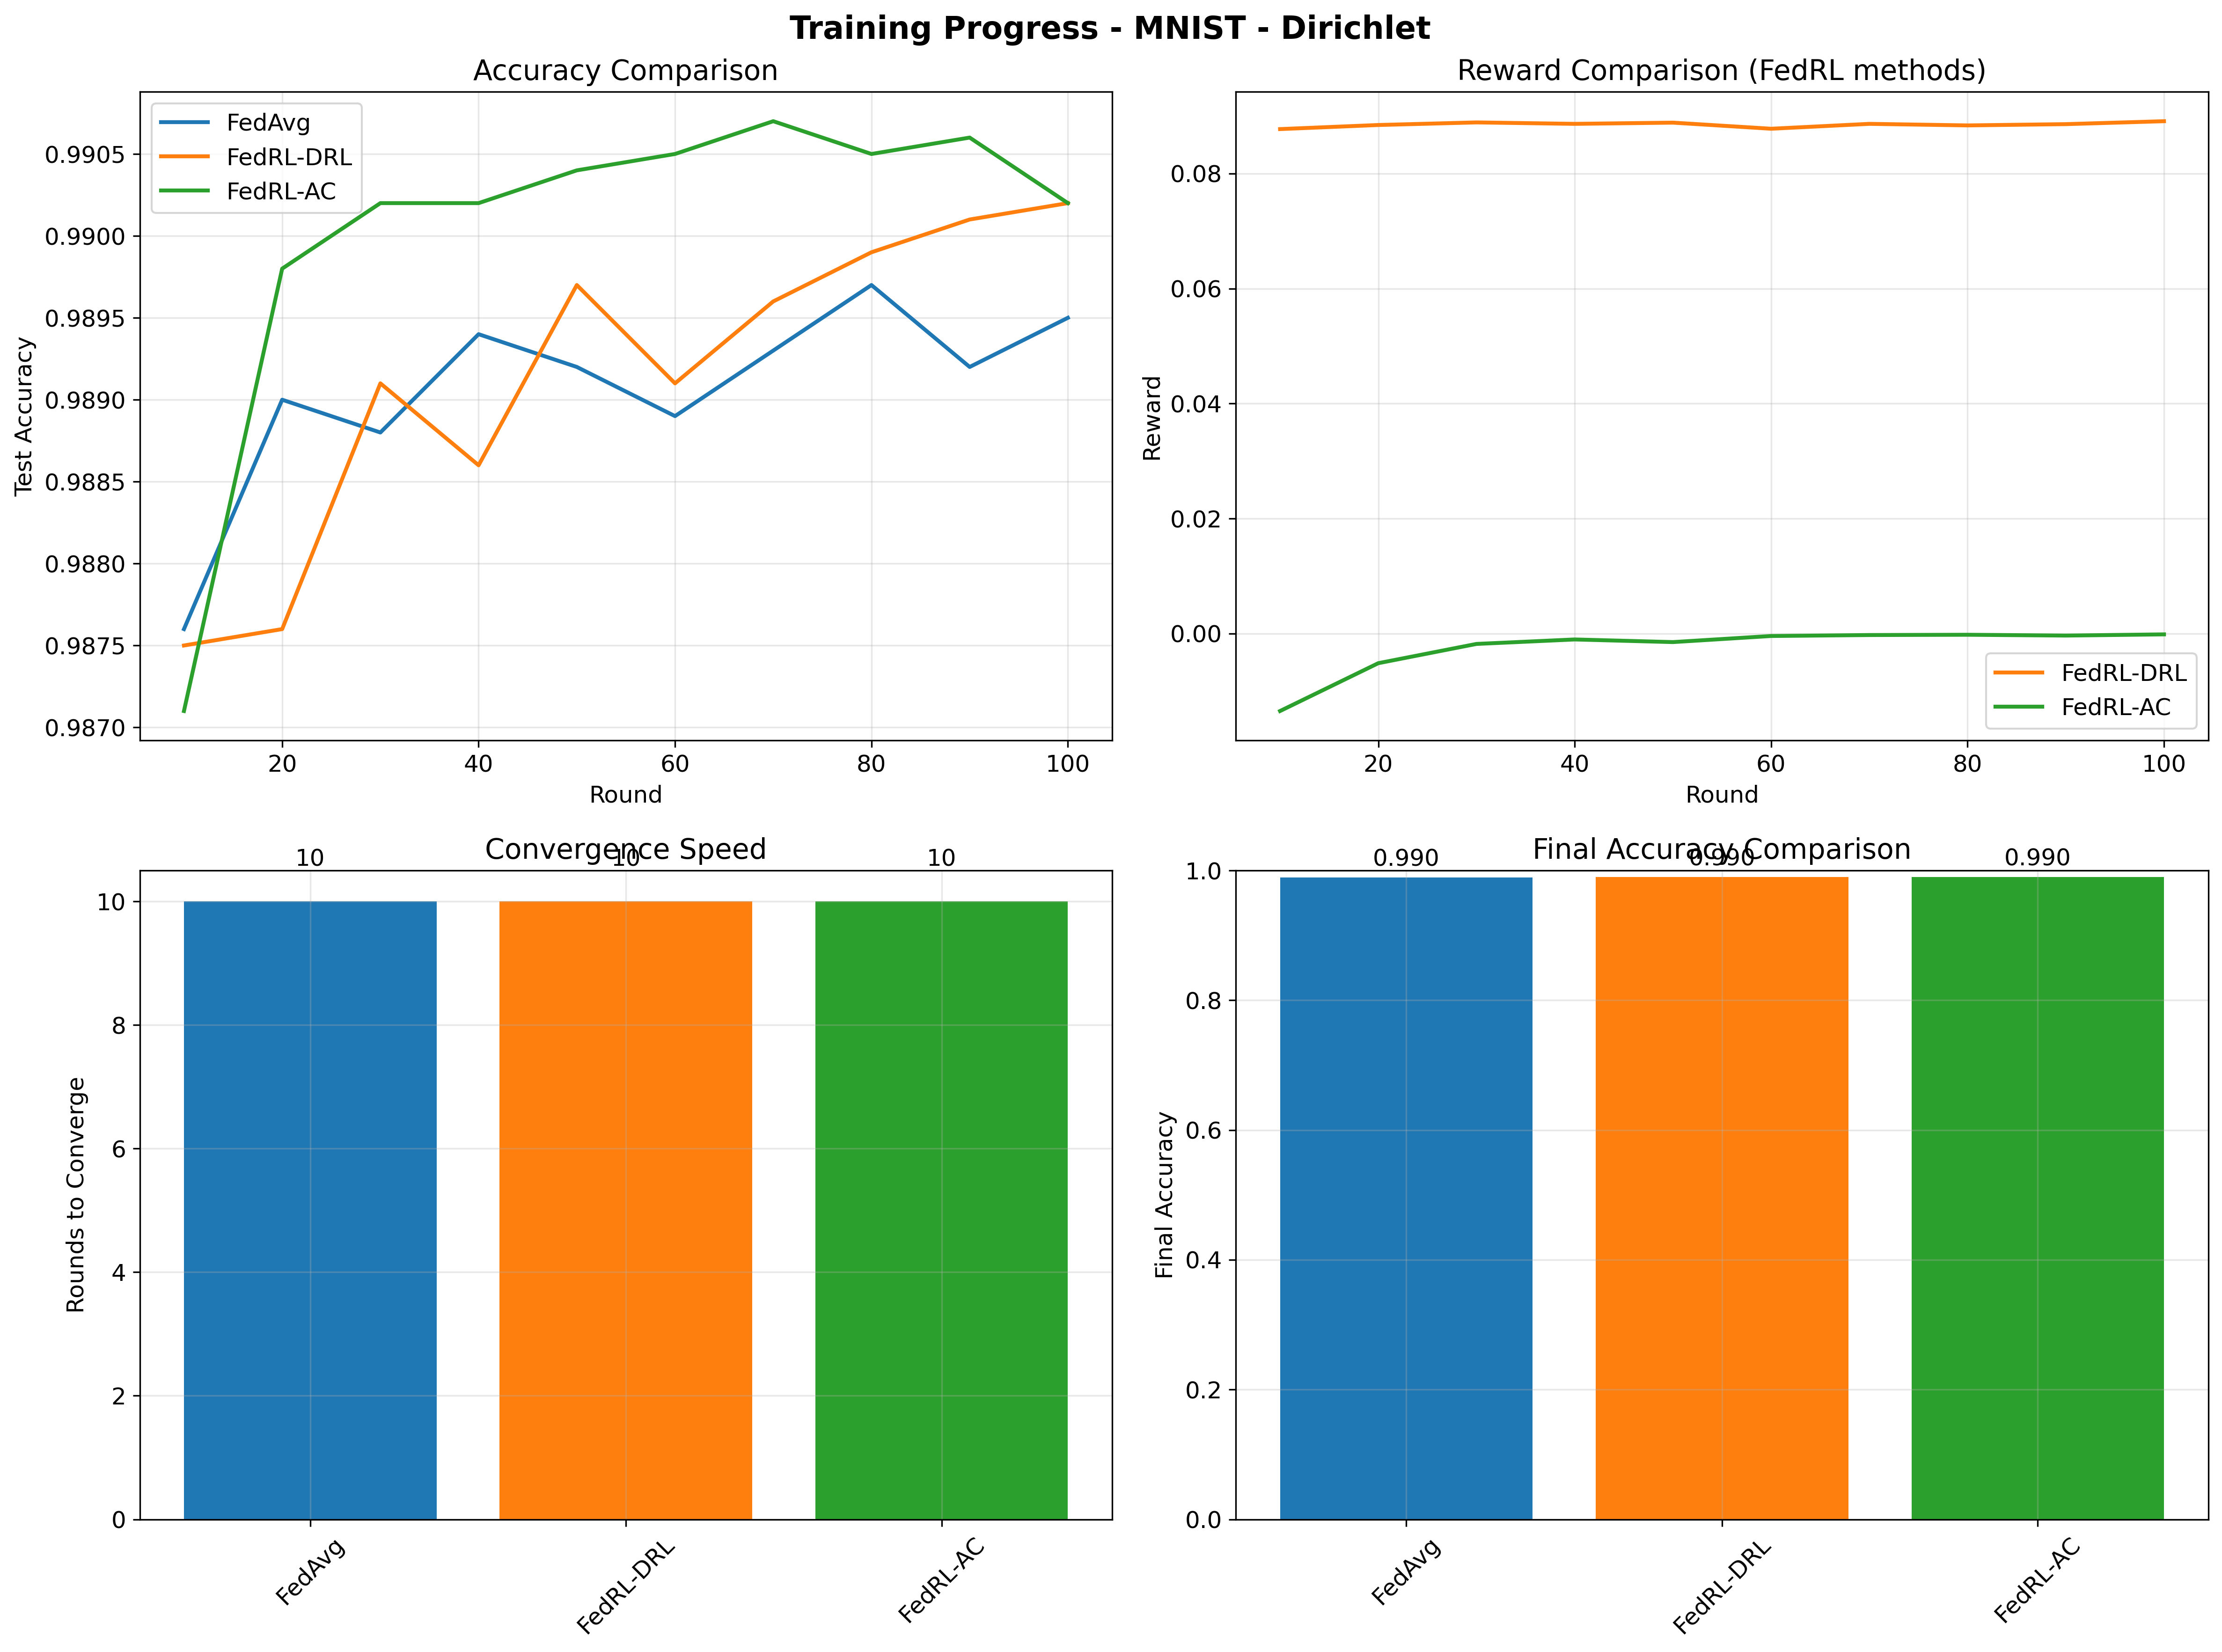 Training Progress - MNIST - Dirichlet
Accuracy Comparison
FedAvg
FedRL-DRL
FedRL-AC
0.9905
0.9900
0.9895
0.9890
0.9885
0.9880
0.9875
0.9870
Test Accuracy
20 40 60 80 100
Round
Reward Comparison (FedRL methods)
0.08
0.06
0.04
0.02
0.00
Reward
FedRL-DRL
FedRL-AC
20 40 60 80 100
Round
Convergence Speed
10 10 10
10
8
6
4
2
0
Rounds to Converge
FedAvg
FedRL-DRL
FedRL-AC
Final Accuracy Comparison
0.990 0.990 0.990
1.0
0.8
0.6
0.4
0.2
0.0
Final Accuracy
FedAvg
FedRL-DRL
FedRL-AC